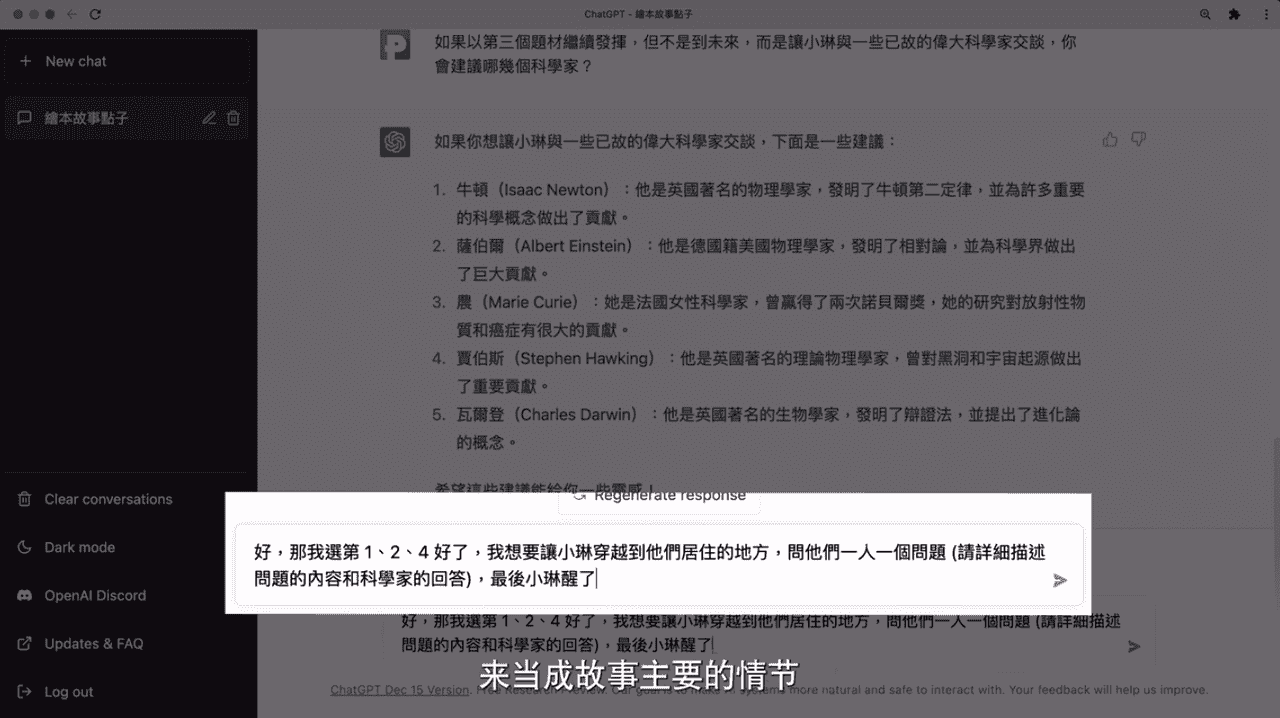 ChatGPT - 繪本故事點子
New chat
繪本故事點子
如果以第三個題材繼續發揮，但不是到未來，而是讓小琳與一些已故的偉大科學家交談，你
會建議哪幾個科學家？
如果你想讓小琳與一些已故的偉大科學家交談，下面是一些建議：
1. 牛頓（Isaac Newton）：他是英國著名的物理學家，發明了牛頓第二定律，並為許多重要
的科學概念做出了貢獻。
2. 薩伯爾（Albert Einstein）：他是德國籍美國物理學家，發明了相對論，並為科學界做出
了巨大貢獻。
3. 農（Marie Curie）：她是法國女性科學家，曾贏得了兩次諾貝爾獎，她的研究對放射性物
質和癌症有很大的貢獻。
4. 賈伯斯（Stephen Hawking）：他是英國著名的理論物理學家，曾對黑洞和宇宙起源做出
了重要貢獻。
5. 瓦爾登（Charles Darwin）：他是英國著名的生物學家，發明了辯證法，並提出了進化論
的概念。
希望這些建議能給你一些靈感！
Regenerate response
好，那我選第 1、2、4 好了，我想要讓小琳穿越到他們居住的地方，問他們一人一個問題 (請詳細描述
問題的內容和科學家的回答)，最後小琳醒了
好，那我選第 1、2、4 好了，我想要讓小琳穿越到他們居住的地方，問他們一人一個問題 (請詳細描述
問題的內容和科學家的回答)，最後小琳醒了
来当成故事主要的情节
Clear conversations
Dark mode
OpenAI Discord
Updates & FAQ
Log out
ChatGPT Dec 15 Version. more natural and safe to interact with. Your feedback will help us improve.